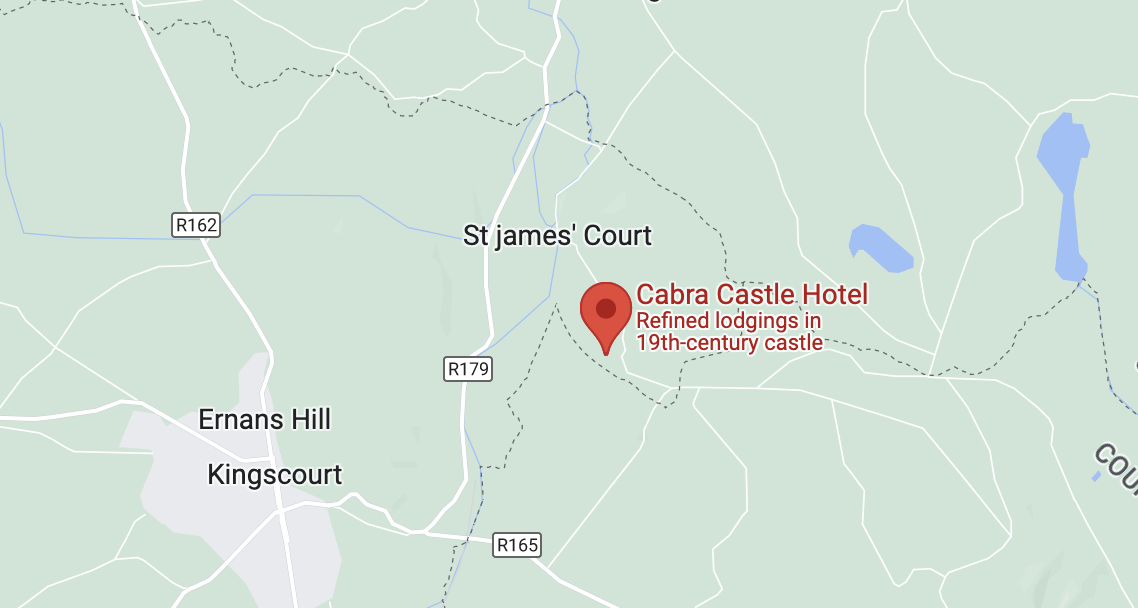 R162
St james' Court
Cabra Castle Hotel
Refined lodgings in
19th-century castle
R179
Ernans Hill
Kingscourt
R165